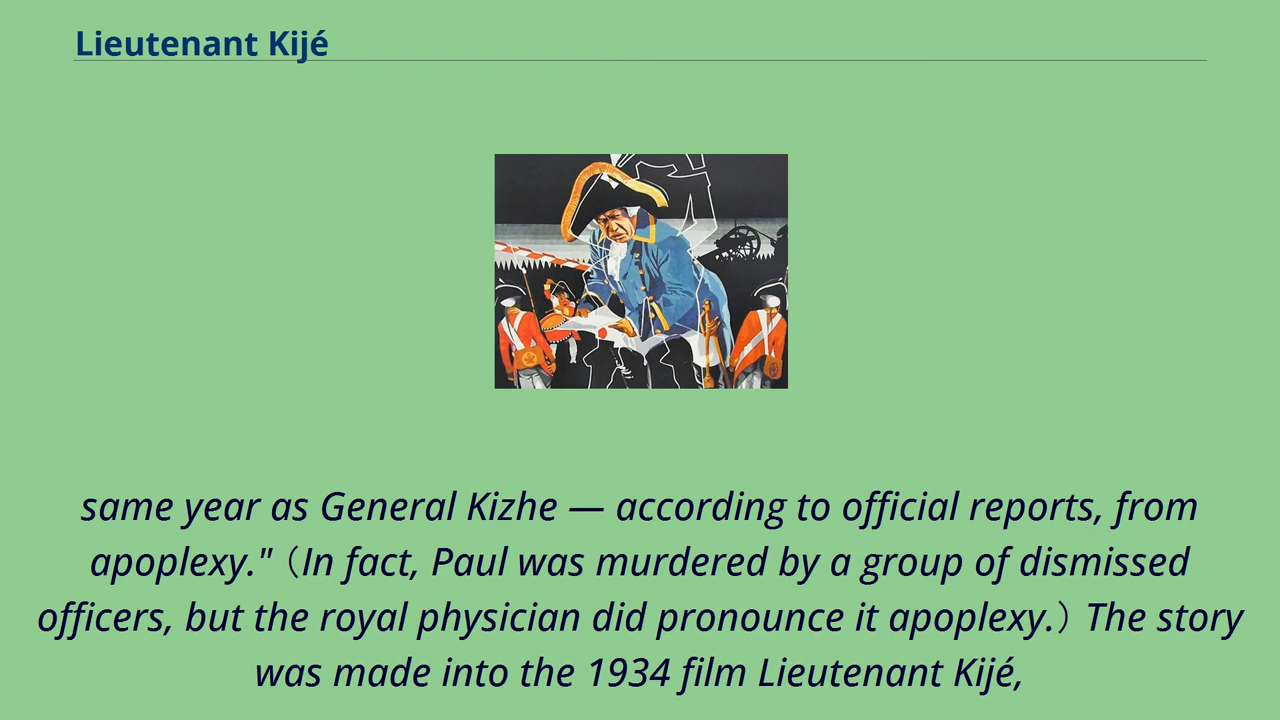 Lieutenant Kijé
same year as General Kizhe — according to official reports, from
apoplexy."（In fact, Paul was murdered by a group of dismissed
officers, but the royal physician did pronounce it apoplexy.）The story
was made into the 1934 film Lieutenant Kijé,